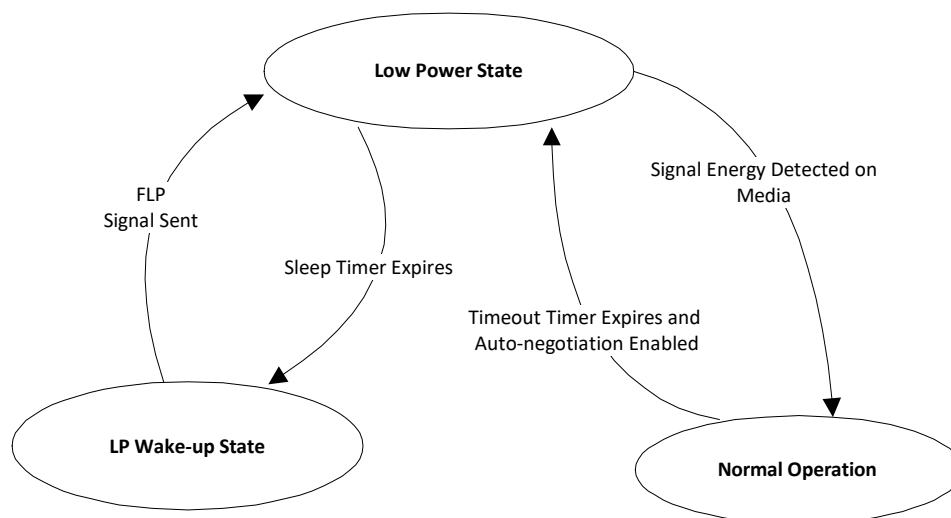 Low Power State
FLP
Signal Sent
Signal Energy Detected on
Media
Sleep Timer Expires
Timeout Timer Expires and
Auto-negotiation Enabled
LP Wake-up State
Normal Operation